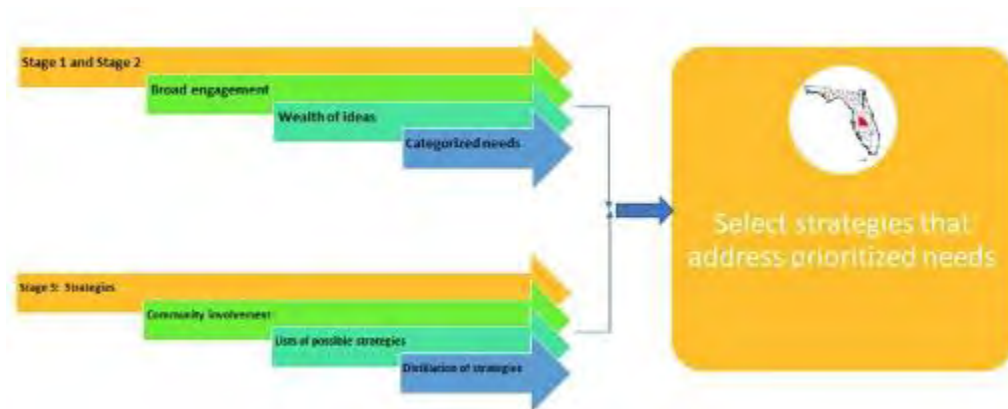 Stage 1 and Stage 2
Broad engagement
Wealth of ideas
Categorized needs
Select strategies that
address prioritized needs
Stage 3: Strategies
Community involvement
Lists of possible strategies
Distillation of strategies